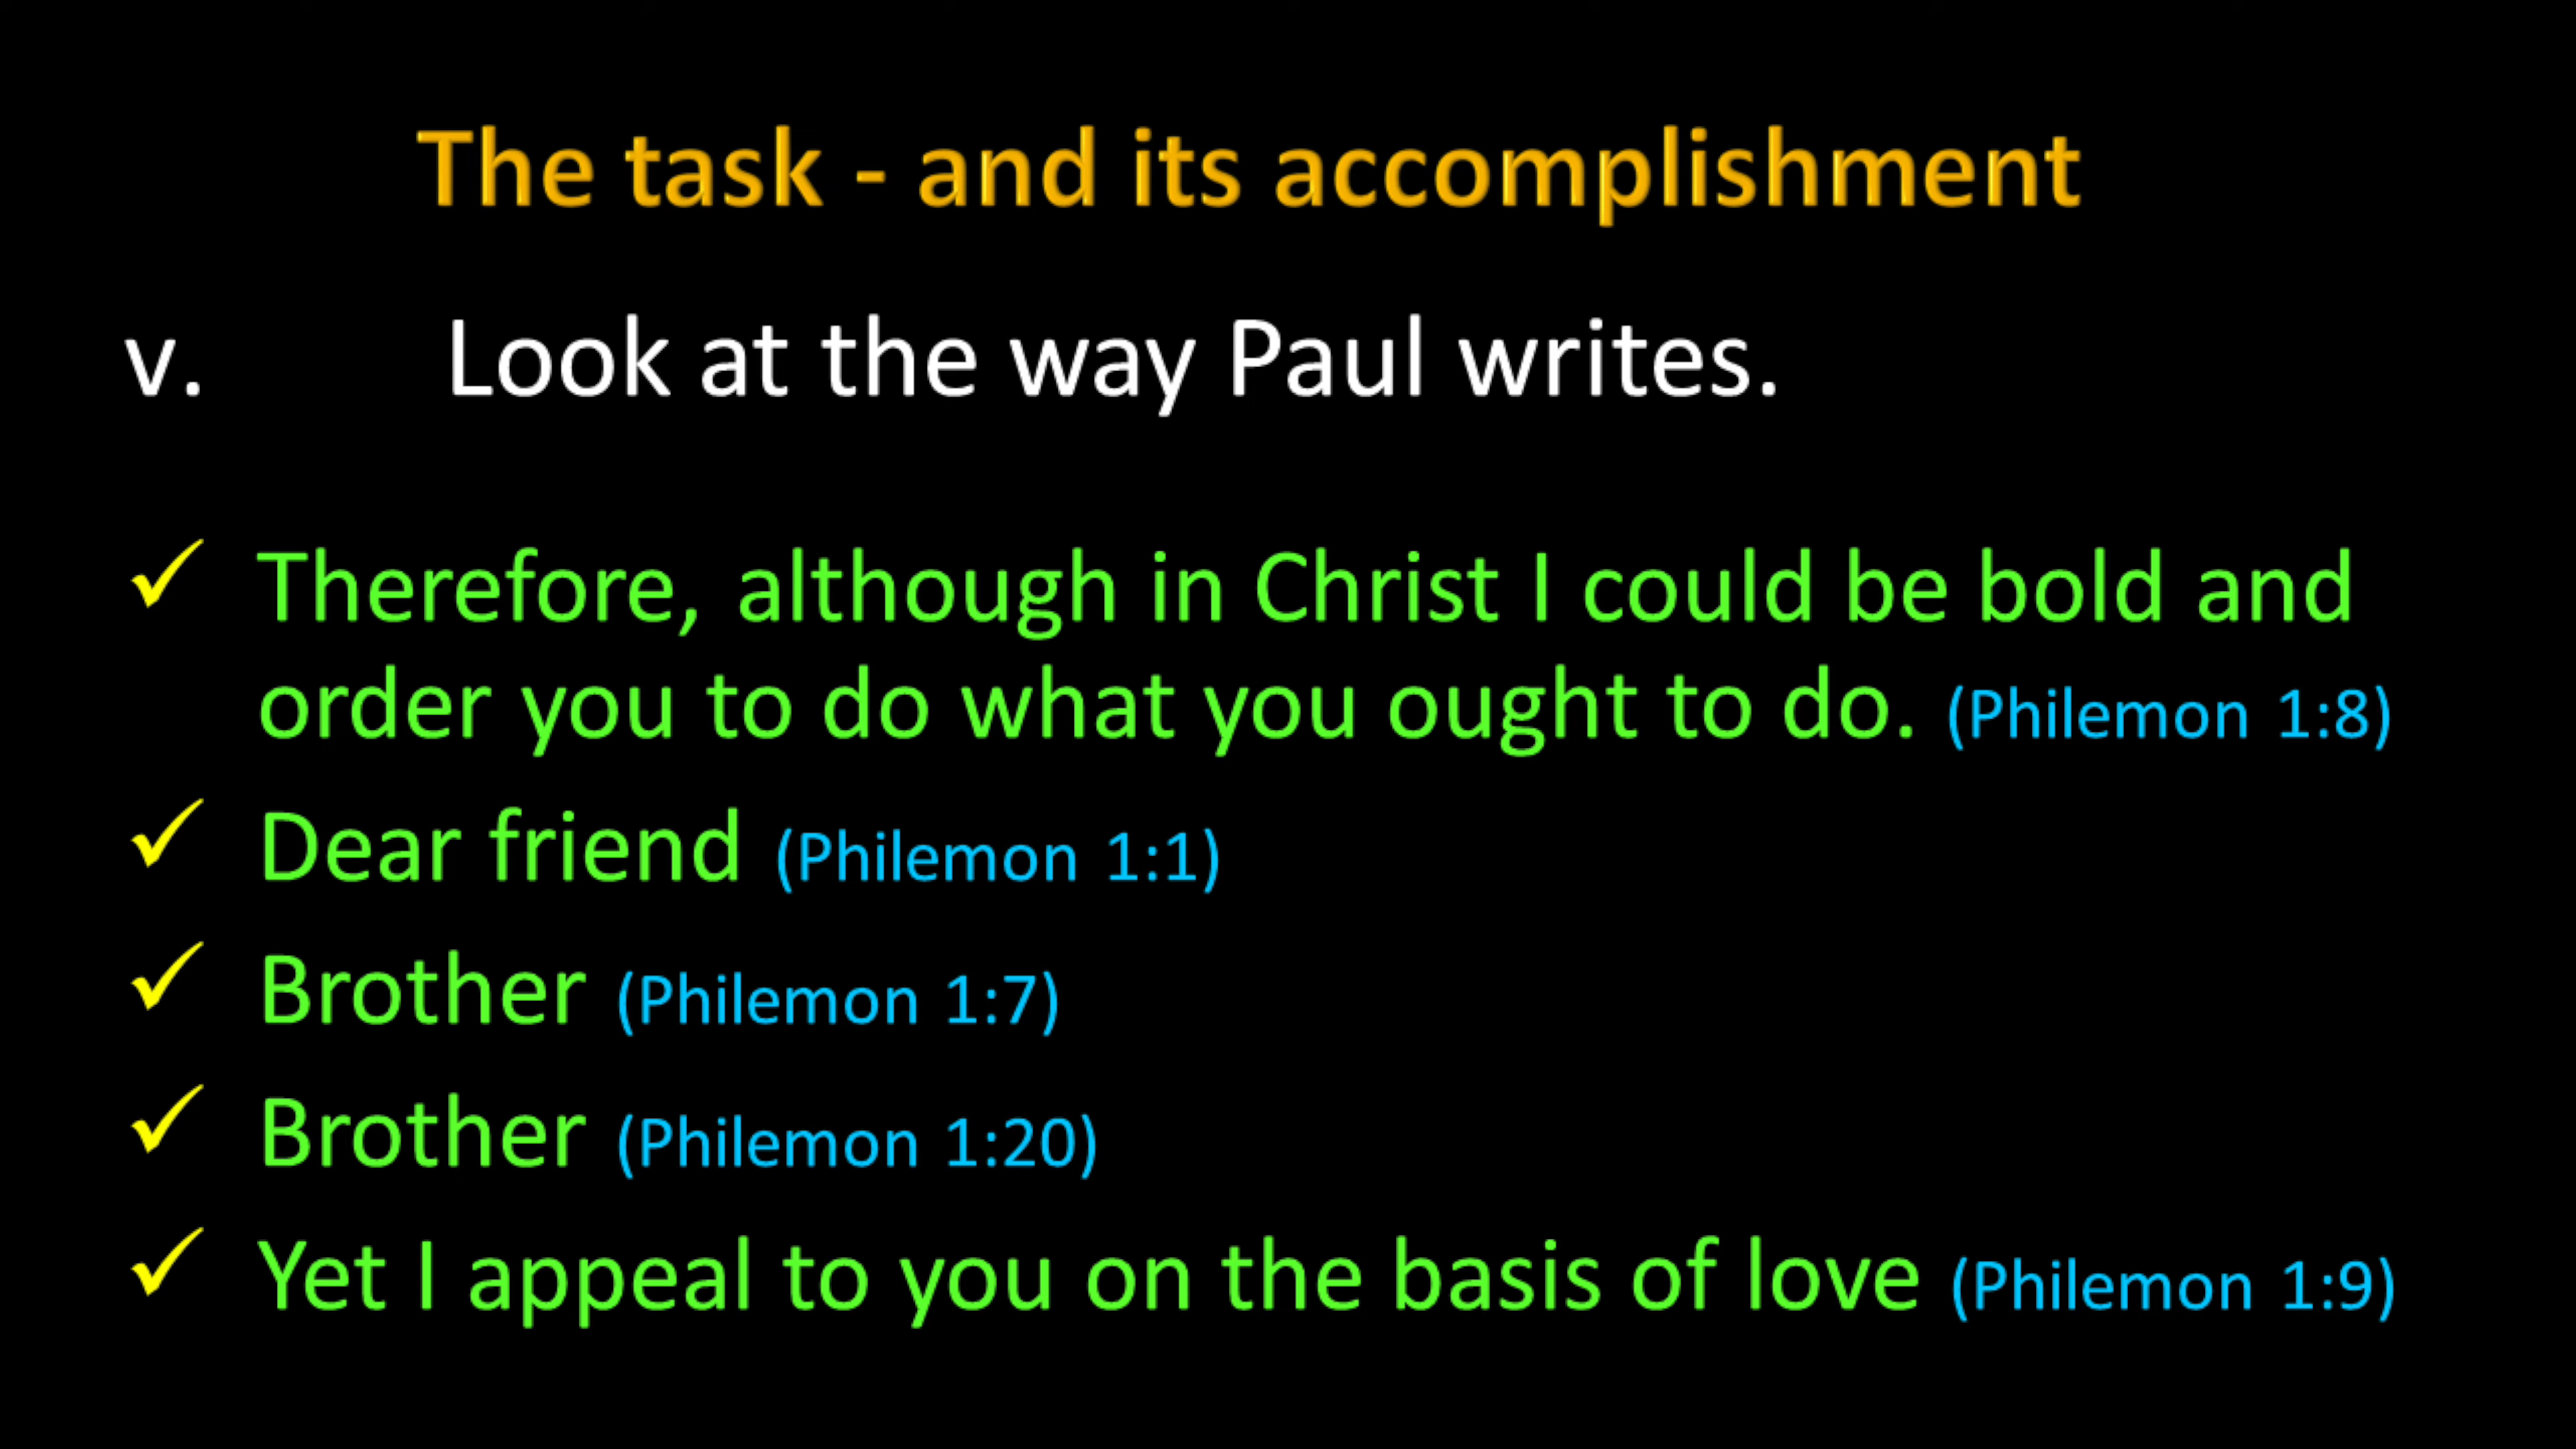 The task - and its accomplishment
v. Look at the way Paul writes.
✓ Therefore, although in Christ I could be bold and
order you to do what you ought to do. (Philemon 1:8)
✓ Dear friend (Philemon 1:1)
✓ Brother (Philemon 1:7)
✓ Brother (Philemon 1:20)
✓ Yet I appeal to you on the basis of love (Philemon 1:9)